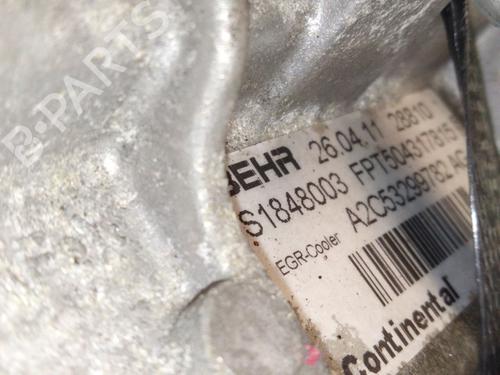 B-PARTS
BEHR 26.04.11 28810
S1848003 FPT504317815
EGR-Cooler A2C53299782
Continental